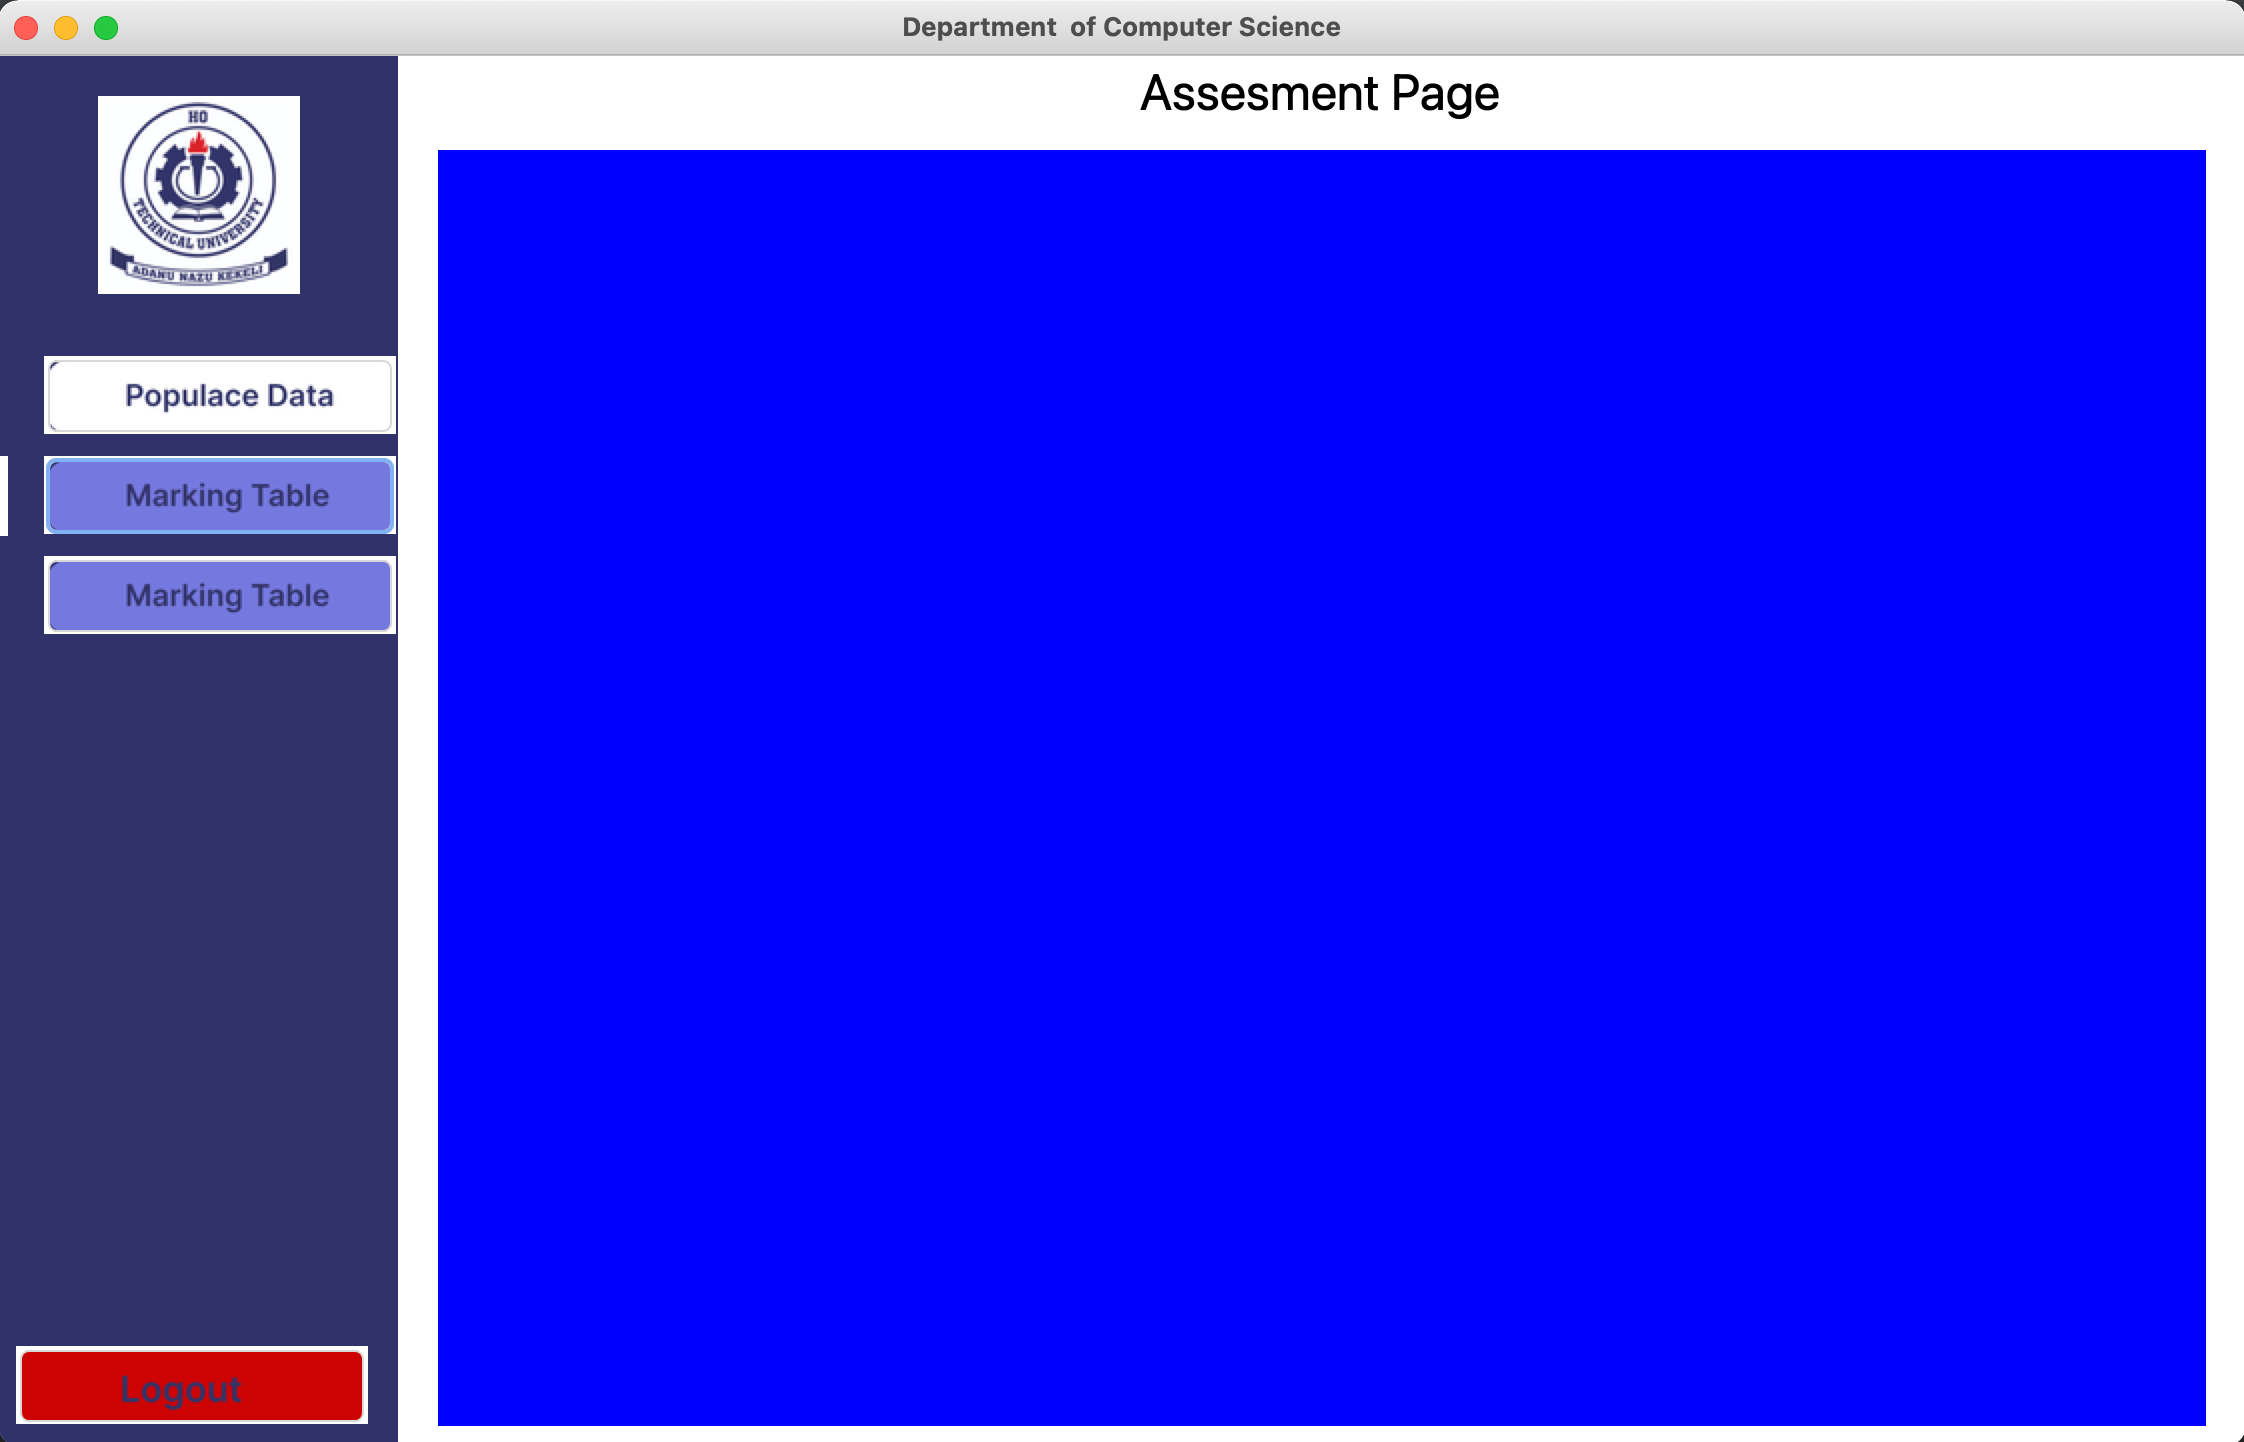 Department  of Computer Science
Assesment Page
HO
TECHNICAL UNIVERSITY
ADANU NAZU KEKELI
Populace Data
Marking Table
Marking Table
Logout